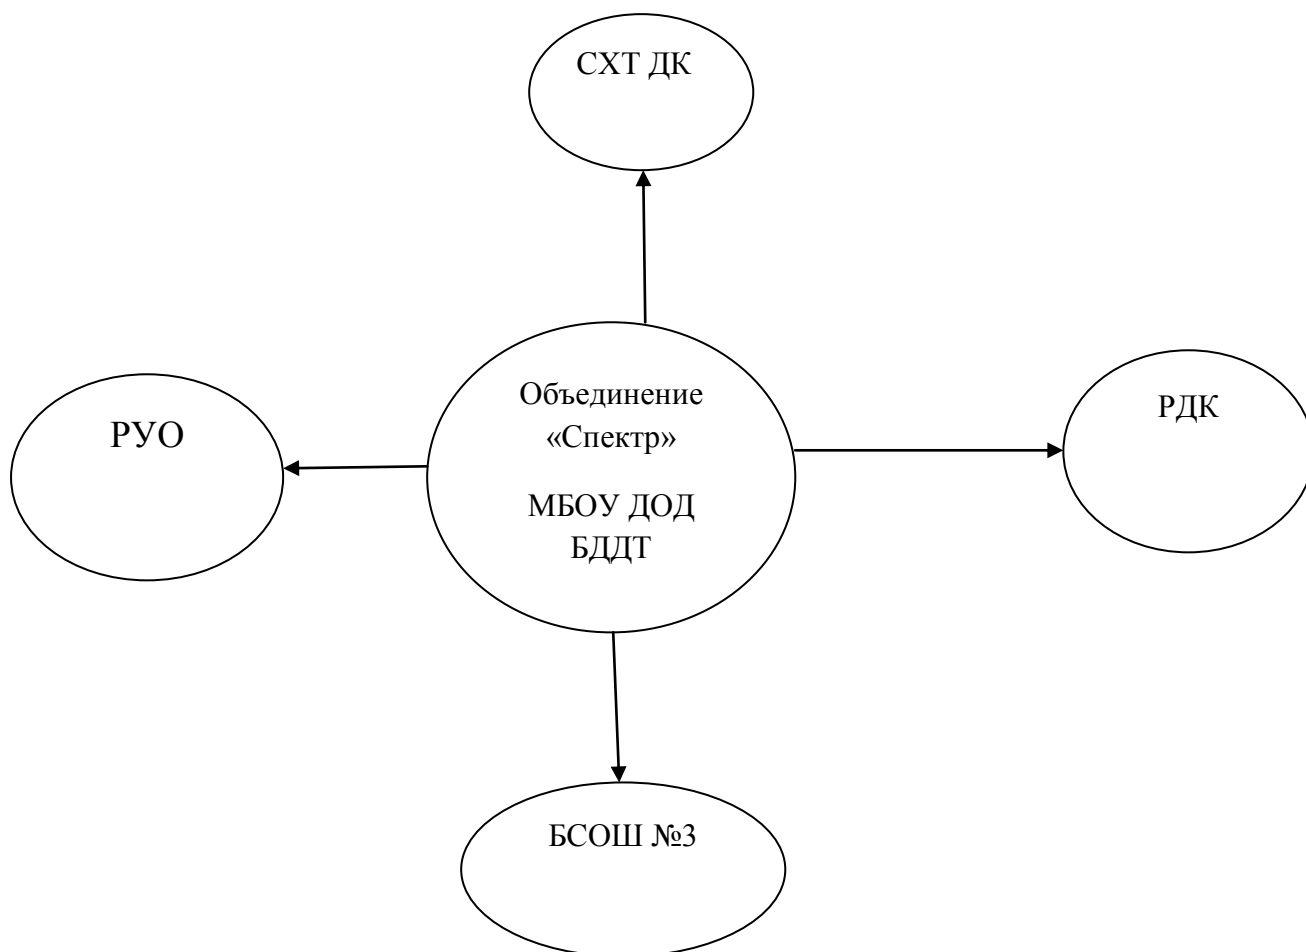 СХТ ДК
Объединение
«Спектр»
МБОУ ДОД
БДДТ
РУО
РДК
БСОШ №3